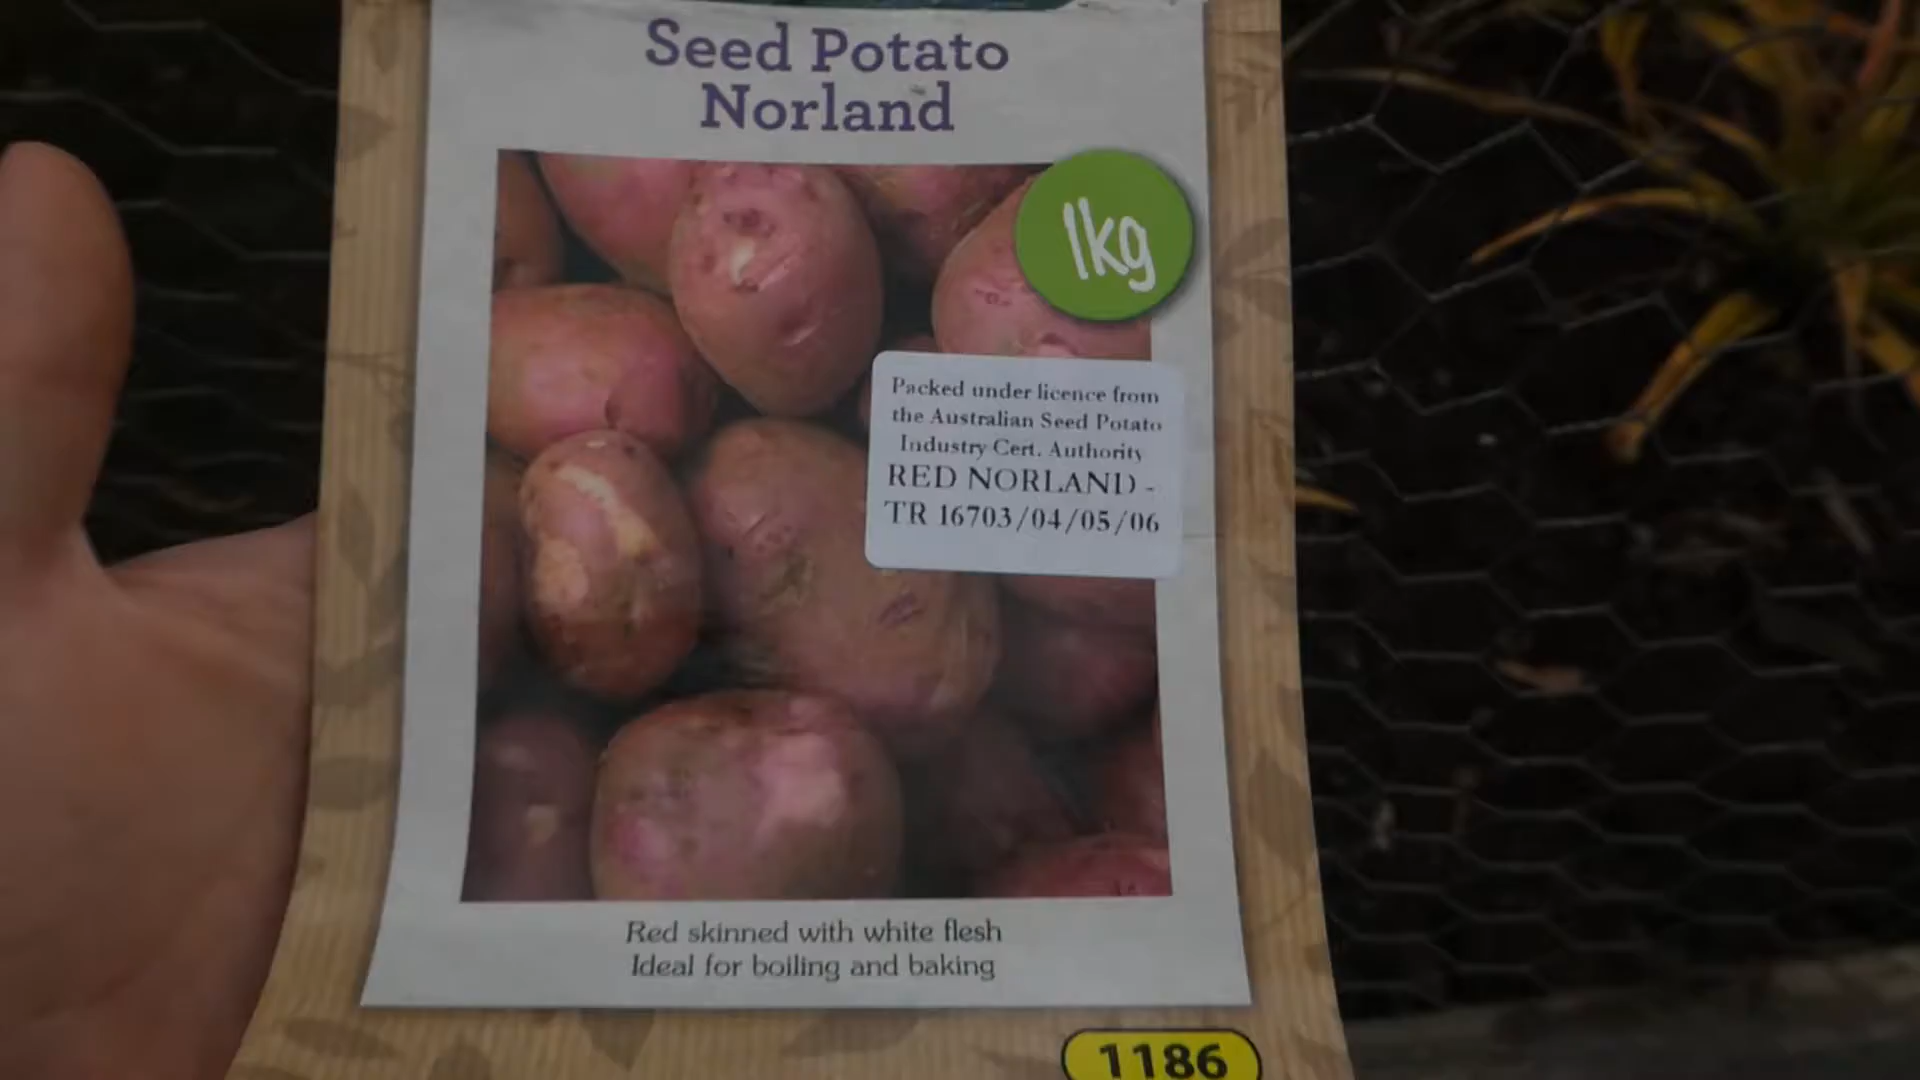 Seed Potato
Norland
1kg
Packed under licence from
the Australian Seed Potato
Industry Cert. Authority
RED NORLAND -
TR 16703/04/05/06
Red skinned with white flesh
Ideal for boiling and baking
1186